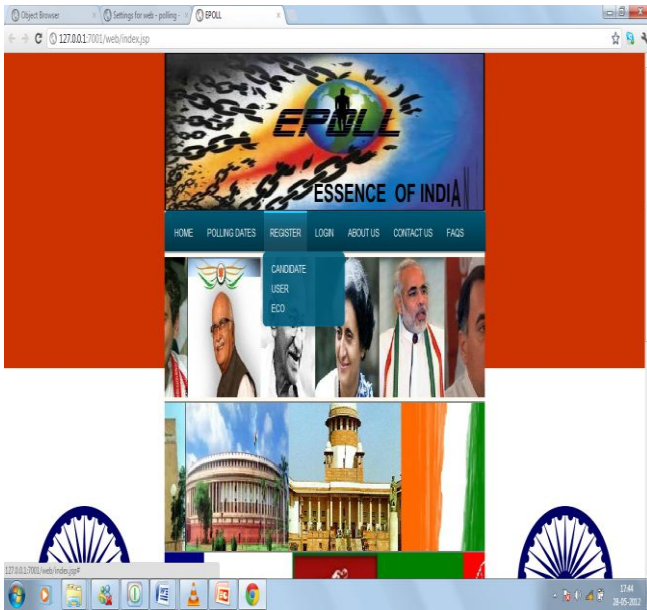 Object Browser
Settings for web - polling -
EPOLL
127.0.0.1:7001/web/index.jsp
EPOLL
ESSENCE OF INDIAN
HOME POLLING DATES REGISTER LOGIN ABOUT US CONTACT US FAQS
CANDIDATE
USER
ECO
127.0.0.1:7001/web/index.jsp#
17:44
28-05-2012